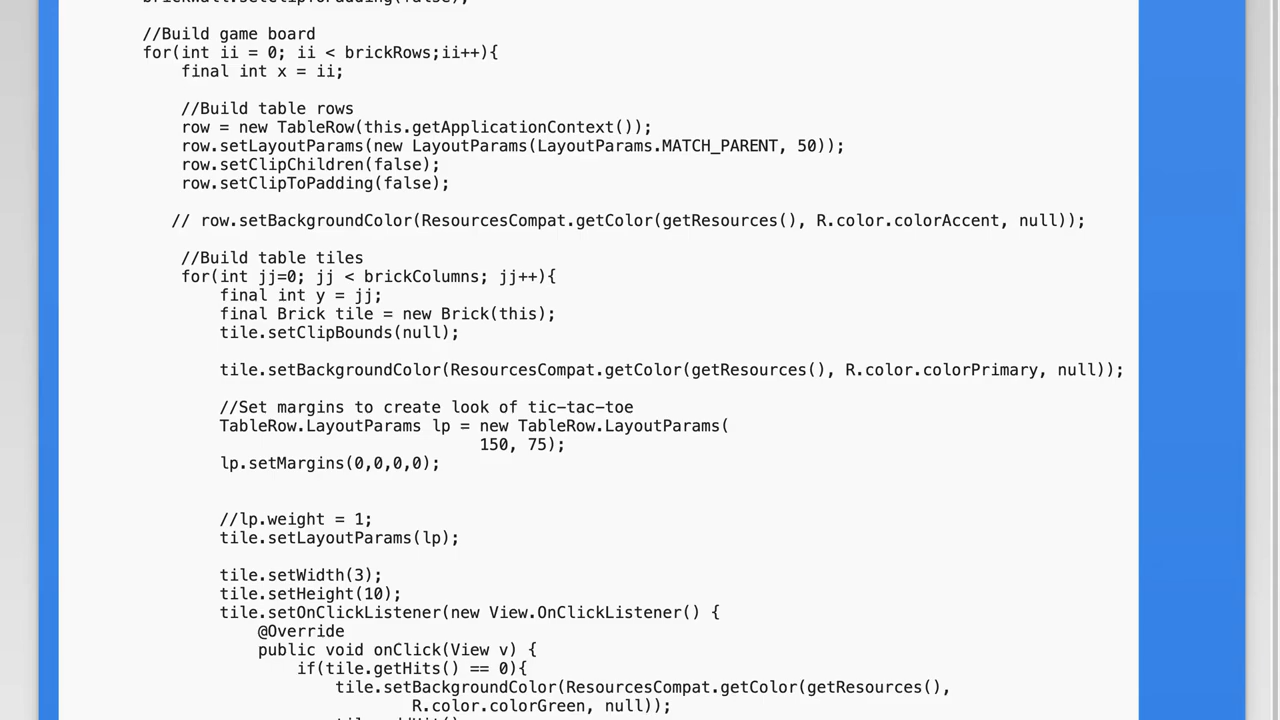 brickWall.setClipToPadding(false);
//Build game board
for(int ii = 0; ii < brickRows;ii++){
final int x = ii;
//Build table rows
row = new TableRow(this.getApplicationContext());
row.setLayoutParams(new LayoutParams(LayoutParams.MATCH_PARENT, 50));
row.setClipChildren(false);
row.setClipToPadding(false);
// row.setBackgroundColor(ResourcesCompat.getColor(getResources(), R.color.colorAccent, null));
//Build table tiles
for(int jj=0; jj < brickColumns; jj++){
final int y = jj;
final Brick tile = new Brick(this);
tile.setClipBounds(null);
tile.setBackgroundColor(ResourcesCompat.getColor(getResources(), R.color.colorPrimary, null));
//Set margins to create look of tic-tac-toe
TableRow.LayoutParams lp = new TableRow.LayoutParams(
150, 75);
lp.setMargins(0,0,0,0);
//lp.weight = 1;
tile.setLayoutParams(lp);
tile.setWidth(3);
tile.setHeight(10);
tile.setOnClickListener(new View.OnClickListener() {
@Override
public void onClick(View v) {
if(tile.getHits() == 0){
tile.setBackgroundColor(ResourcesCompat.getColor(getResources(),
R.color.colorGreen, null));